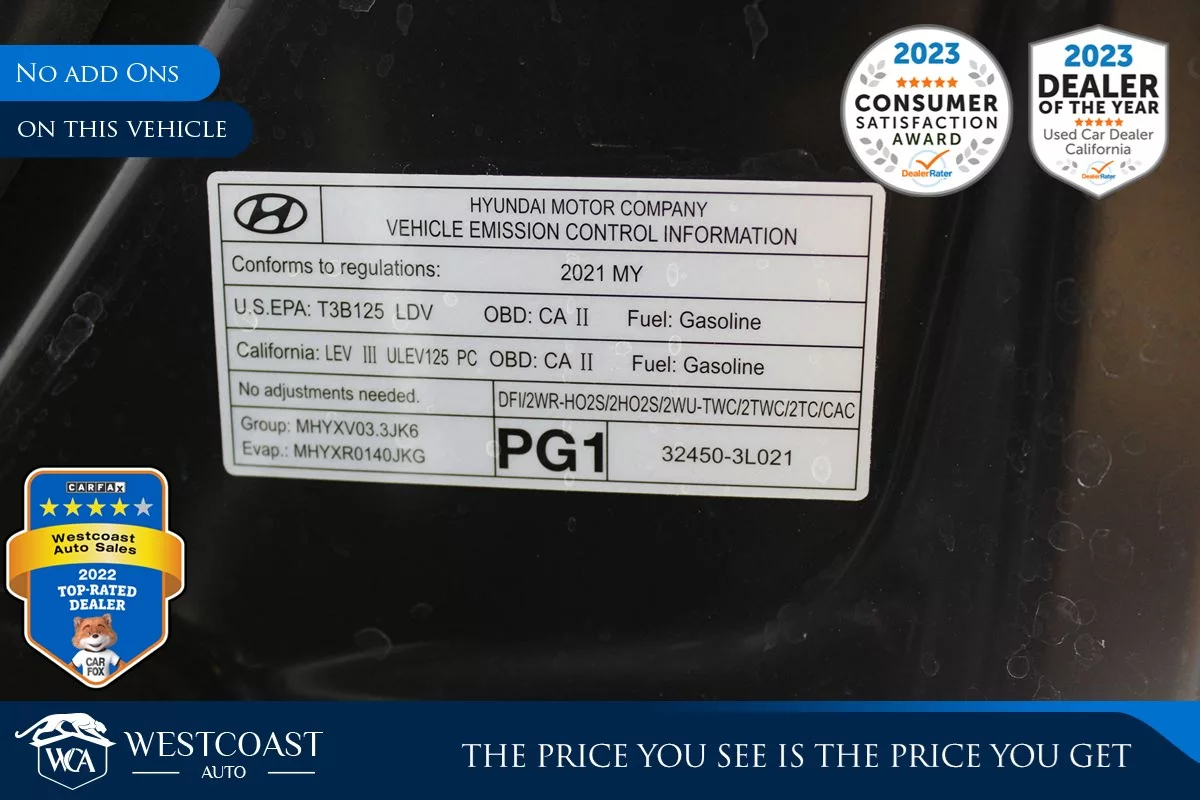 No add Ons
on this vehicle
2023
CONSUMER
SATISFACTION
AWARD
DealerRater
2023
DEALER
OF THE YEAR
Used Car Dealer
California
DealerRater
HYUNDAI MOTOR COMPANY
VEHICLE EMISSION CONTROL INFORMATION
Conforms to regulations: 2021 MY
U.S.EPA: T3B125 LDV OBD: CA II Fuel: Gasoline
California: LEV III ULEV125 PC OBD: CA II Fuel: Gasoline
No adjustments needed. DFI/2WR-HO2S/2HO2S/2WU-TWC/2TWC/2TC/CAC
Group: MHYXV03.3JK6
Evap.: MHYXR0140JKG
PG1 32450-3L021
CARFAX
Westcoast
Auto Sales
2022
TOP-RATED
DEALER
CAR
FOX
WCA
WESTCOAST
AUTO
THE PRICE YOU SEE IS THE PRICE YOU GET